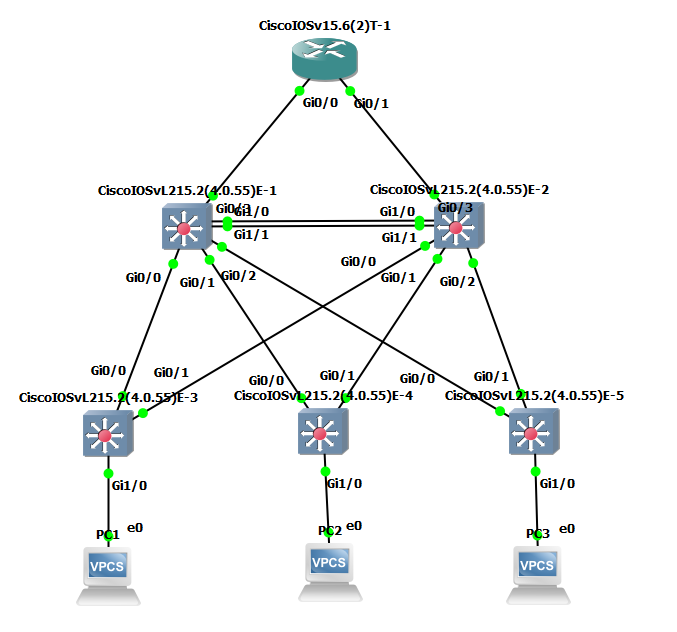 CiscoIOSv15.6(2)T-1
Gi0/0
Gi0/1
CiscoIOSvL215.2(4.0.55)E-1
CiscoIOSvL215.2(4.0.55)E-2
Gi0/3
Gi1/0
Gi1/0
Gi0/3
Gi1/1
Gi1/1
Gi0/0
Gi0/1
Gi0/2
Gi0/0
Gi0/1
Gi0/2
Gi0/0
Gi0/1
Gi0/0
Gi0/1
Gi0/0
Gi0/1
CiscoIOSvL215.2(4.0.55)E-3
CiscoIOSvL215.2(4.0.55)E-4
CiscoIOSvL215.2(4.0.55)E-5
Gi1/0
Gi1/0
Gi1/0
PC1
e0
PC2
e0
PC3
e0
VPCS
VPCS
VPCS